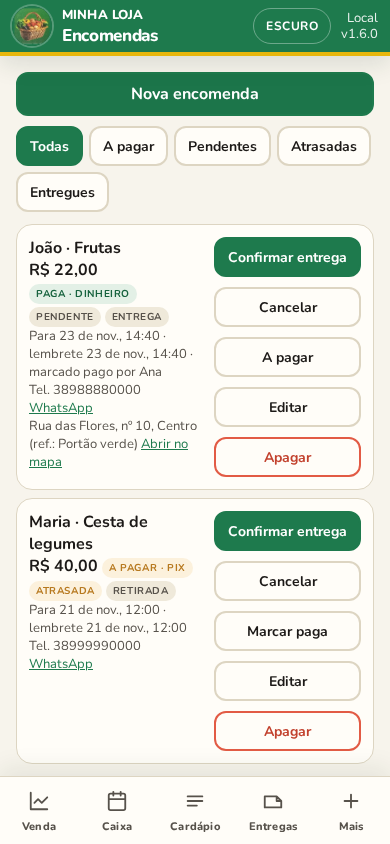 MINHA LOJA
Encomendas
ESCURO
Local
v1.6.0
Nova encomenda
Todas
A pagar
Pendentes
Atrasadas
Entregues
João · Frutas
R$ 22,00
PAGA · DINHEIRO
PENDENTE
ENTREGA
Para 23 de nov., 14:40 ·
lembrete 23 de nov., 14:40 ·
marcado pago por Ana
Tel. 38988880000
WhatsApp
Rua das Flores, nº 10, Centro
(ref.: Portão verde) Abrir no
mapa
Confirmar entrega
Cancelar
A pagar
Editar
Apagar
Maria · Cesta de
legumes
R$ 40,00 A PAGAR · PIX
ATRASADA
RETIRADA
Para 21 de nov., 12:00 ·
lembrete 21 de nov., 12:00
Tel. 38999990000
WhatsApp
Confirmar entrega
Cancelar
Marcar paga
Editar
Apagar
Venda
Caixa
Cardápio
Entregas
Mais